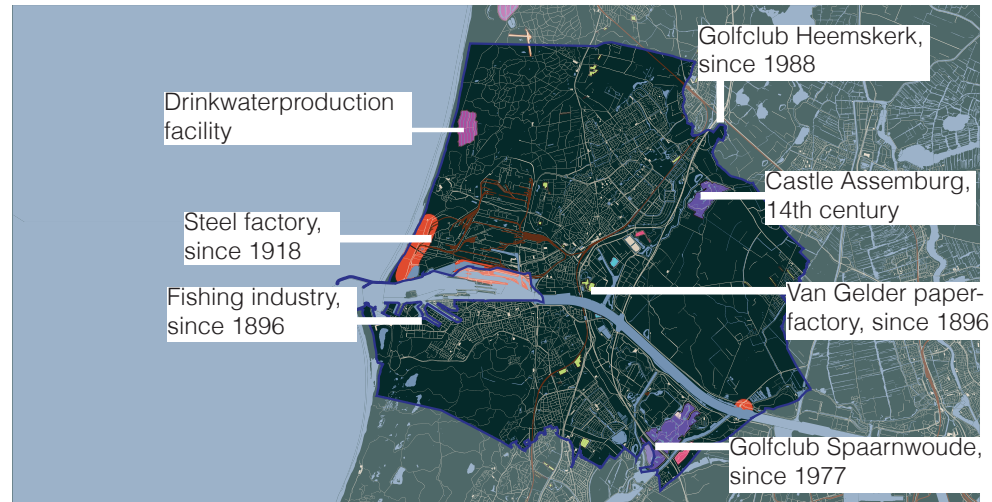 Golfclub Heemskerk,
since 1988
Drinkwaterproduction
facility
Castle Assemburg,
14th century
Steel factory,
since 1918
Fishing industry,
since 1896
Van Gelder paper-
factory, since 1896
Golfclub Spaarnwoude,
since 1977